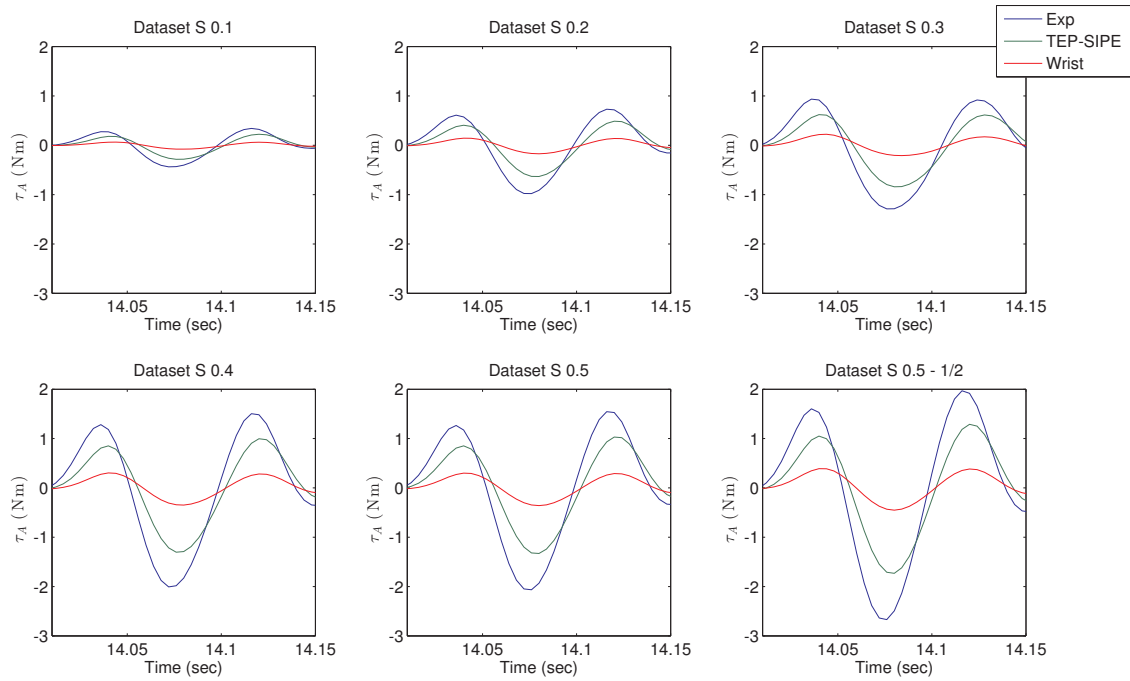 Dataset S 0.1
Dataset S 0.2
Dataset S 0.3
Exp
TEP-SIPE
Wrist
2
1
0
-1
-2
-3
τA (Nm)
14.05
14.1
14.15
Time (sec)
2
1
0
-1
-2
-3
τA (Nm)
14.05
14.1
14.15
Time (sec)
2
1
0
-1
-2
-3
τA (Nm)
14.05
14.1
14.15
Time (sec)
Dataset S 0.4
Dataset S 0.5
Dataset S 0.5 - 1/2
2
1
0
-1
-2
-3
τA (Nm)
14.05
14.1
14.15
Time (sec)
2
1
0
-1
-2
-3
τA (Nm)
14.05
14.1
14.15
Time (sec)
2
1
0
-1
-2
-3
τA (Nm)
14.05
14.1
14.15
Time (sec)